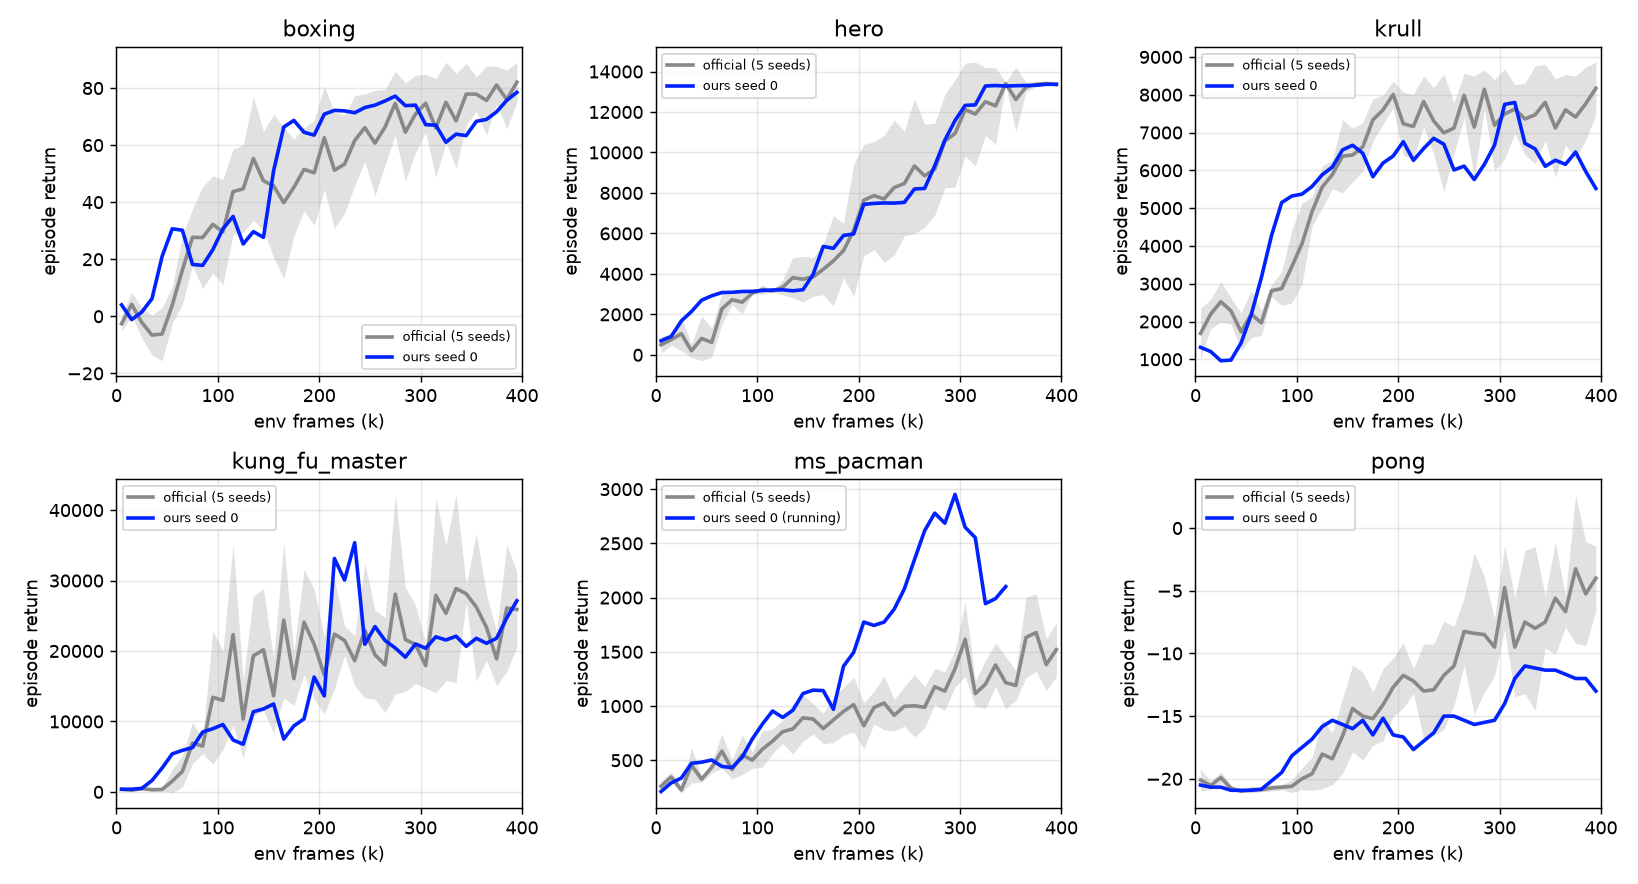 boxing
80
60
40
20
0
−20
episode return
official (5 seeds)
ours seed 0
0 100 200 300 400
env frames (k)
hero
14000
12000
10000
8000
6000
4000
2000
0
episode return
official (5 seeds)
ours seed 0
0 100 200 300 400
env frames (k)
krull
9000
8000
7000
6000
5000
4000
3000
2000
1000
episode return
official (5 seeds)
ours seed 0
0 100 200 300 400
env frames (k)
kung_fu_master
40000
30000
20000
10000
0
episode return
official (5 seeds)
ours seed 0
0 100 200 300 400
env frames (k)
ms_pacman
3000
2500
2000
1500
1000
500
episode return
official (5 seeds)
ours seed 0 (running)
0 100 200 300 400
env frames (k)
pong
0
−5
−10
−15
−20
episode return
official (5 seeds)
ours seed 0
0 100 200 300 400
env frames (k)